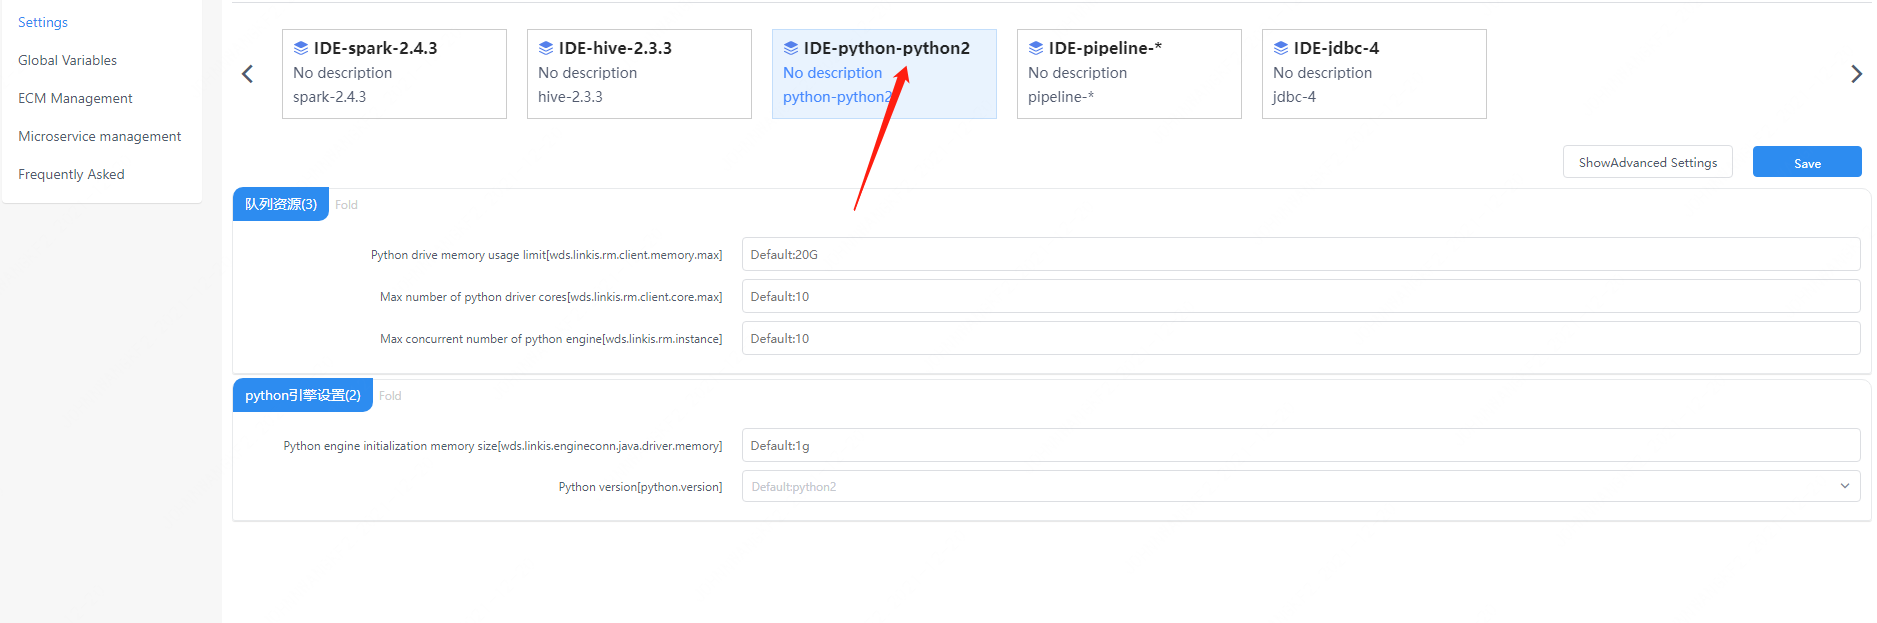 Settings
Global Variables
ECM Management
Microservice management
Frequently Asked
IDE-spark-2.4.3
No description
spark-2.4.3
IDE-hive-2.3.3
No description
hive-2.3.3
IDE-python-python2
No description
python-python2
IDE-pipeline-*
No description
pipeline-*
IDE-jdbc-4
No description
jdbc-4
ShowAdvanced Settings
Save
队列资源(3)
Fold
Python drive memory usage limit[wds.linkis.rm.client.memory.max]
Default:20G
Max number of python driver cores[wds.linkis.rm.client.core.max]
Default:10
Max concurrent number of python engine[wds.linkis.rm.instance]
Default:10
python引擎设置(2)
Fold
Python engine initialization memory size[wds.linkis.engineconn.java.driver.memory]
Default:1g
Python version[python.version]
Default:python2